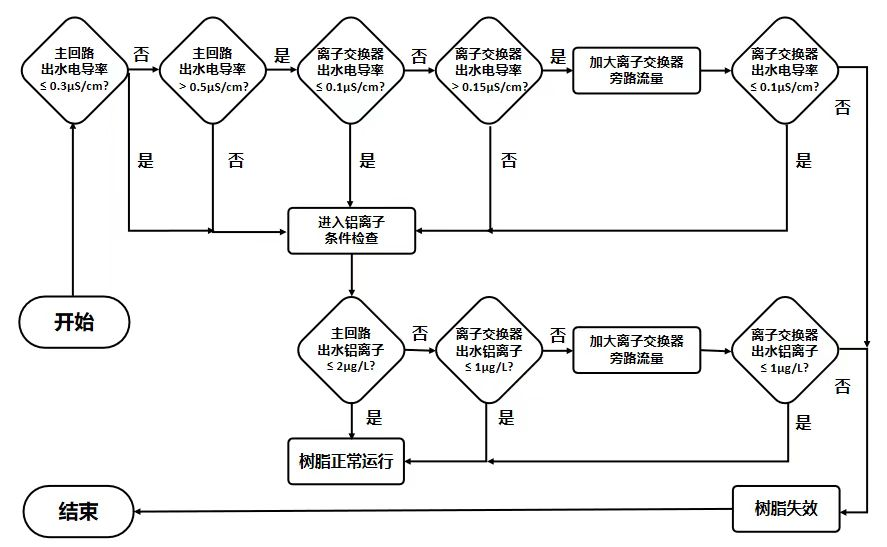 主回路
出水电导率
≤ 0.3μS/cm?
否
主回路
出水电导率
> 0.5μS/cm?
是
离子交换器
出水电导率
≤ 0.1μS/cm?
否
离子交换器
出水电导率
> 0.15μS/cm?
是
加大离子交换器
旁路流量
离子交换器
出水电导率
≤ 0.1μS/cm?
否
是
否
是
否
是
进入铝离子
条件检查
开始
主回路
出水铝离子
≤ 2μg/L?
否
离子交换器
出水铝离子
≤ 1μg/L?
否
加大离子交换器
旁路流量
离子交换器
出水铝离子
≤ 1μg/L?
否
是
是
是
树脂正常运行
结束
树脂失效